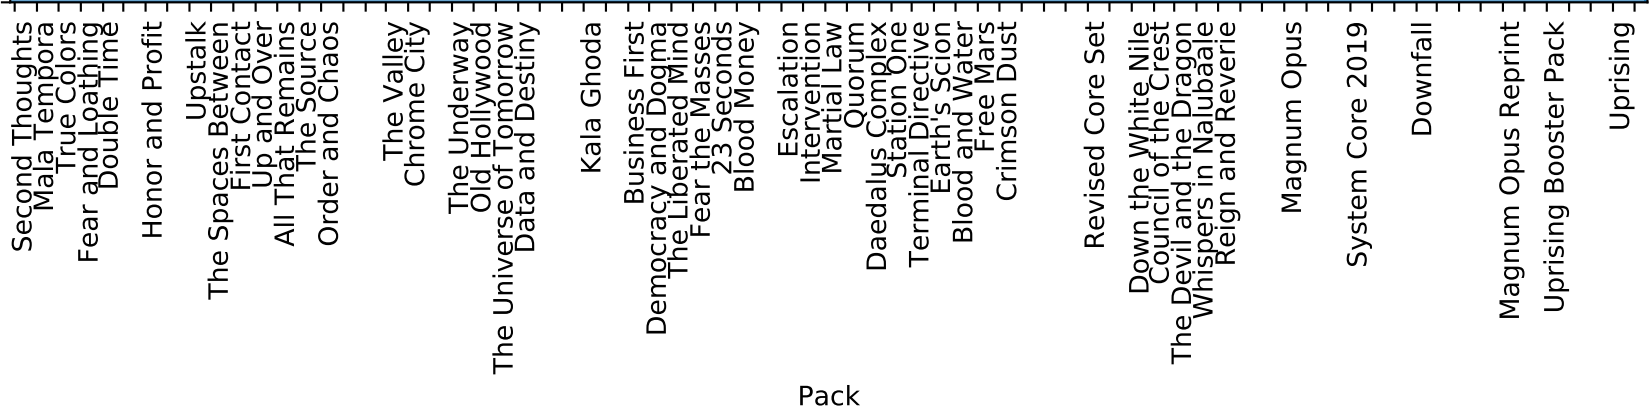 Second Thoughts
Mala Tempora
True Colors
Fear and Loathing
Double Time
Honor and Profit
Upstalk
The Spaces Between
First Contact
Up and Over
All That Remains
The Source
Order and Chaos
The Valley
Chrome City
The Underway
Old Hollywood
The Universe of Tomorrow
Data and Destiny
Kala Ghoda
Business First
Democracy and Dogma
The Liberated Mind
Fear the Masses
23 Seconds
Blood Money
Escalation
Intervention
Martial Law
Quorum
Daedalus Complex
Station One
Terminal Directive
Earth's Scion
Blood and Water
Free Mars
Crimson Dust
Revised Core Set
Down the White Nile
Council of the Crest
The Devil and the Dragon
Whispers in Nalubaale
Reign and Reverie
Magnum Opus
System Core 2019
Downfall
Magnum Opus Reprint
Uprising Booster Pack
Uprising
Pack